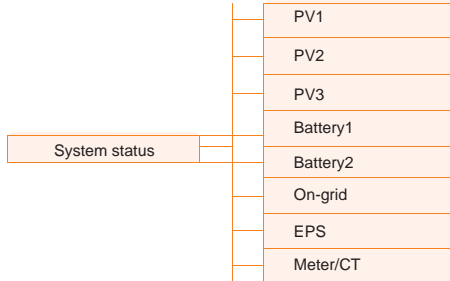 PV1
PV2
PV3
Battery1
System status
Battery2
On-grid
EPS
Meter/CT